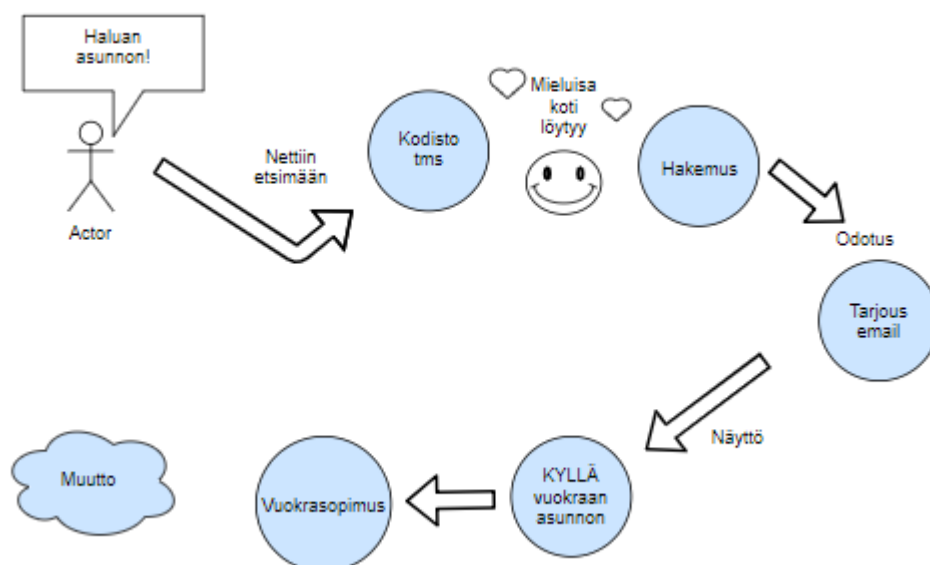 Haluan
asunnon!
Actor
Nettiin
etsimään
Kodisto
tms
Mieluisa
koti
löytyy
Hakemus
Odotus
Tarjous
email
Näyttö
KYLLÄ
vuokraan
asunnon
Vuokrasopimus
Muutto